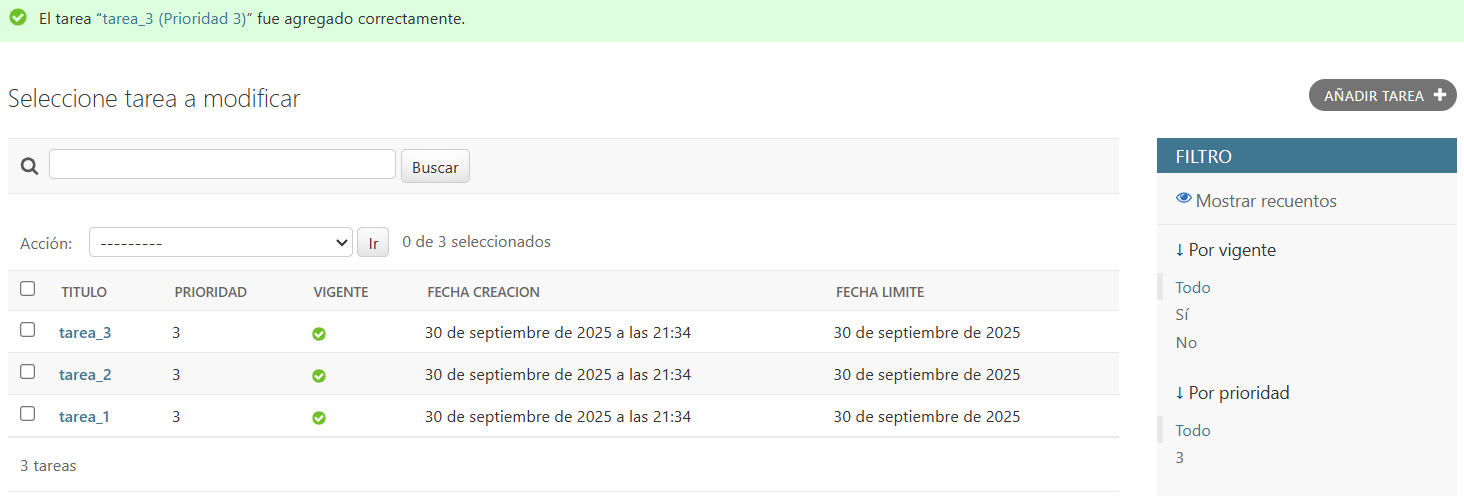 El tarea “tarea_3 (Prioridad 3)” fue agregado correctamente.
Seleccione tarea a modificar
AÑADIR TAREA +
Buscar
Acción: --------- Ir 0 de 3 seleccionados
TITULO PRIORIDAD VIGENTE FECHA CREACION FECHA LIMITE
tarea_3 3 30 de septiembre de 2025 a las 21:34 30 de septiembre de 2025
tarea_2 3 30 de septiembre de 2025 a las 21:34 30 de septiembre de 2025
tarea_1 3 30 de septiembre de 2025 a las 21:34 30 de septiembre de 2025
3 tareas
FILTRO
Mostrar recuentos
↓ Por vigente
Todo
Sí
No
↓ Por prioridad
Todo
3